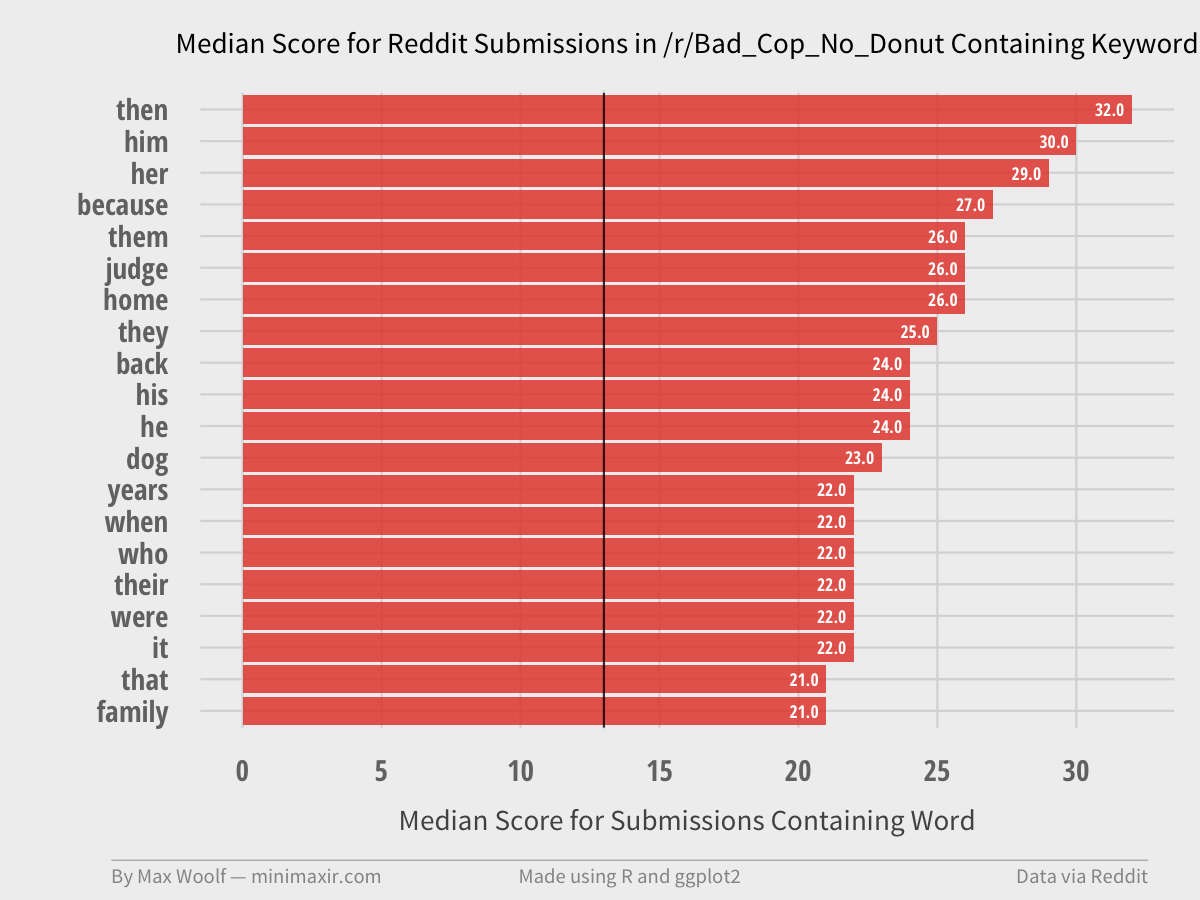 Median Score for Reddit Submissions in /r/Bad_Cop_No_Donut Containing Keyword
then 32.0
him 30.0
her 29.0
because 27.0
them 26.0
judge 26.0
home 26.0
they 25.0
back 24.0
his 24.0
he 24.0
dog 23.0
years 22.0
when 22.0
who 22.0
their 22.0
were 22.0
it 22.0
that 21.0
family 21.0
0 5 10 15 20 25 30
Median Score for Submissions Containing Word
By Max Woolf — minimaxir.com Made using R and ggplot2 Data via Reddit